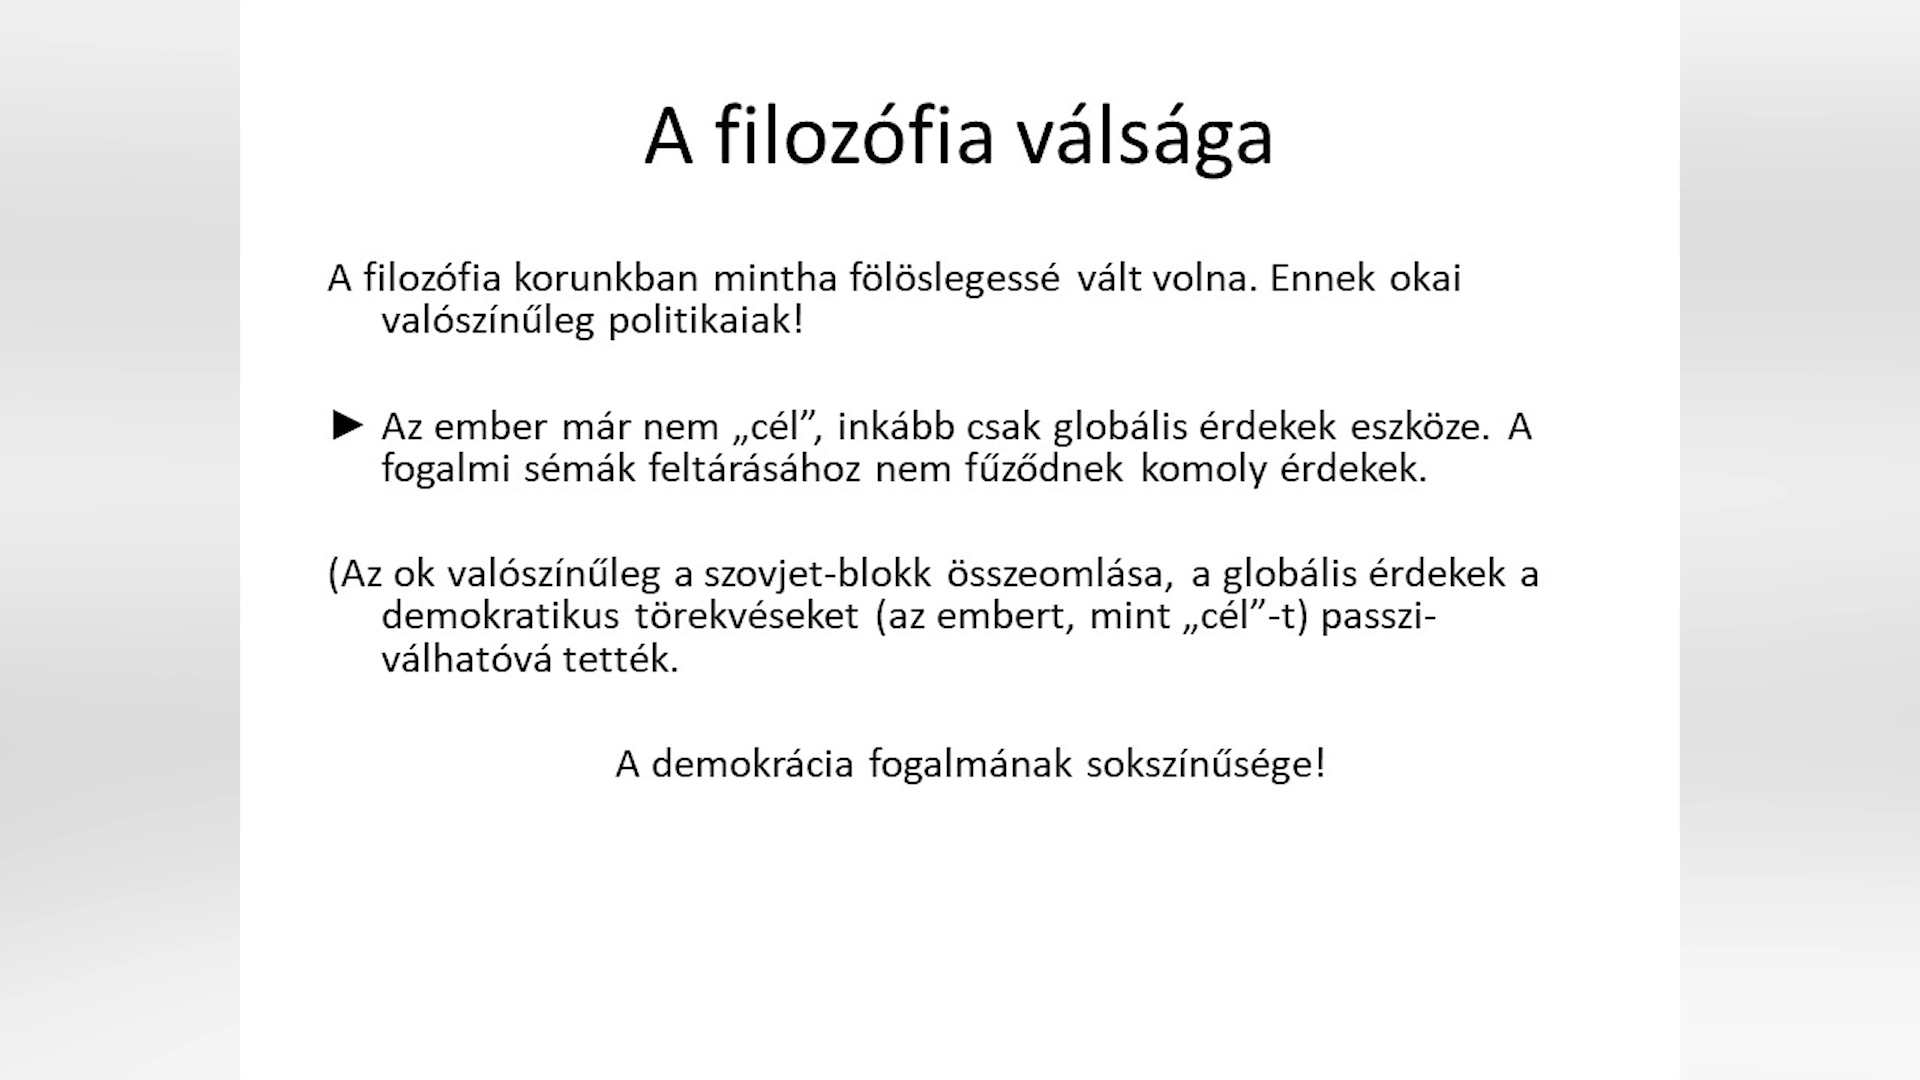 A filozófia válsága
A filozófia korunkban mintha fölöslegessé vált volna. Ennek okai
valószínűleg politikaiak!
► Az ember már nem „cél”, inkább csak globális érdekek eszköze. A
fogalmi sémák feltárásához nem fűződnek komoly érdekek.
(Az ok valószínűleg a szovjet-blokk összeomlása, a globális érdekek a
demokratikus törekvéseket (az embert, mint „cél”-t) passzi-
válhatóvá tették.
A demokrácia fogalmának sokszínűsége!